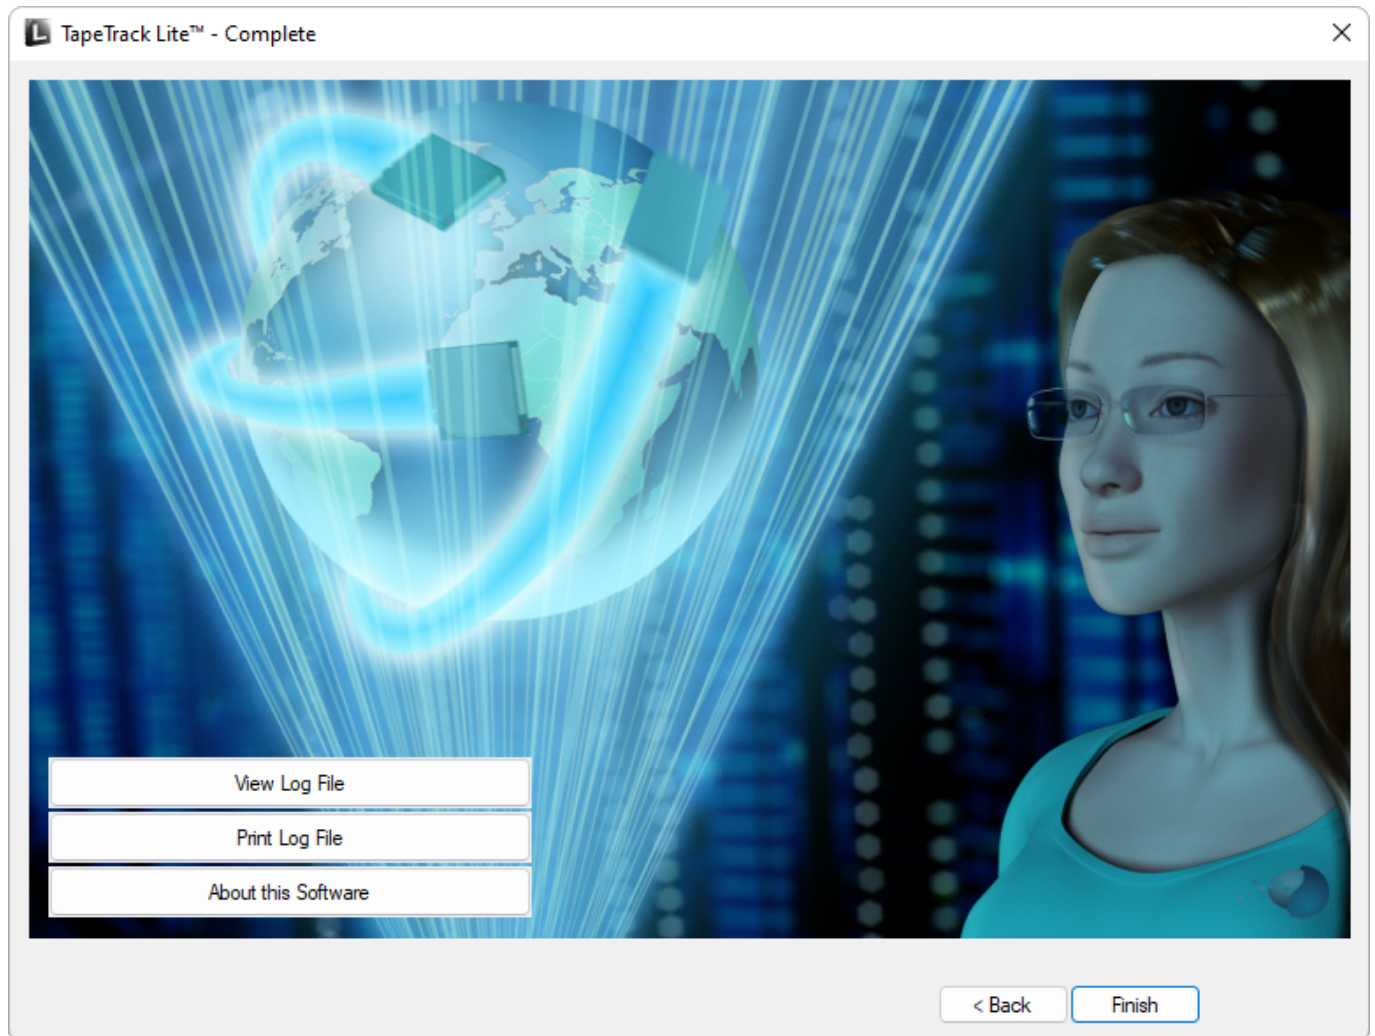 TapeTrack Lite™ - Complete
View Log File
Print Log File
About this Software
< Back
Finish